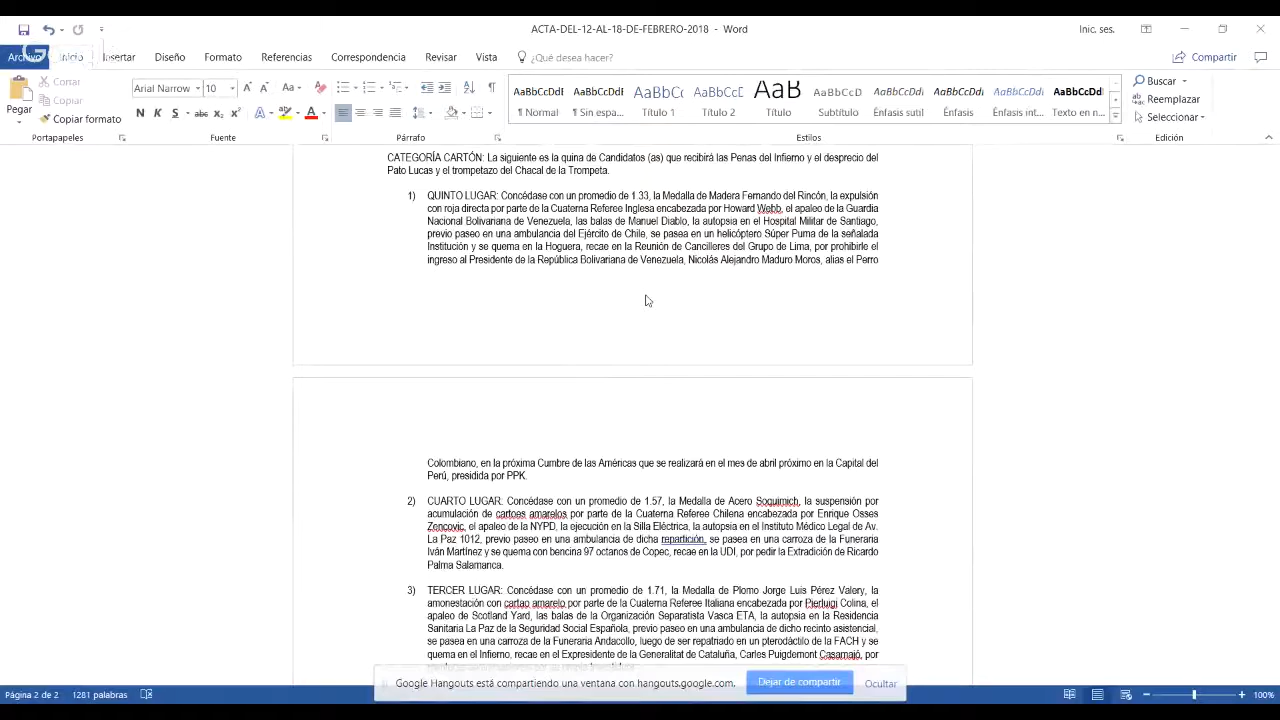 ACTA-DEL-12-AL-18-DE-FEBRERO-2018 - Word
Inic. ses.
Archivo Inicio Insertar Diseño Formato Referencias Correspondencia Revisar Vista ¿Qué desea hacer? Compartir
Pegar
Cortar
Copiar
Copiar formato
Portapapeles
Arial Narrow 10
Aa
N K S abc X₂ X²
Fuente
Párrafo
AaBbCcDdE AaBbCcDdE AaBbCc AaBbCcE AaB AaBbCcD AaBbCcDd AaBbCcDd AaBbCcDd AaBbCcDd
¶ Normal ¶ Sin espa... Título 1 Título 2 Título Subtítulo Énfasis sutil Énfasis Énfasis int... Texto en n...
Estilos
Buscar
Reemplazar
Seleccionar
Edición
CATEGORÍA CARTÓN: La siguiente es la quina de Candidatos (as) que recibirá las Penas del Infierno y el desprecio del
Pato Lucas y el trompetazo del Chacal de la Trompeta.
1) QUINTO LUGAR: Concédase con un promedio de 1.33, la Medalla de Madera Fernando del Rincón, la expulsión
con roja directa por parte de la Cuaterna Referee Inglesa encabezada por Howard Webb, el apaleo de la Guardia
Nacional Bolivariana de Venezuela, las balas de Manuel Diablo, la autopsia en el Hospital Militar de Santiago,
previo paseo en una ambulancia del Ejército de Chile, se pasea en un helicóptero Súper Puma de la señalada
Institución y se quema en la Hoguera, recae en la Reunión de Cancilleres del Grupo de Lima, por prohibirle el
ingreso al Presidente de la República Bolivariana de Venezuela, Nicolás Alejandro Maduro Moros, alias el Perro
Colombiano, en la próxima Cumbre de las Américas que se realizará en el mes de abril próximo en la Capital del
Perú, presidida por PPK.
2) CUARTO LUGAR: Concédase con un promedio de 1.57, la Medalla de Acero Soquimich, la suspensión por
acumulación de cartoes amarelos por parte de la Cuaterna Referee Chilena encabezada por Enrique Osses
Zencovic, el apaleo de la NYPD, la ejecución en la Silla Eléctrica, la autopsia en el Instituto Médico Legal de Av.
La Paz 1012, previo paseo en una ambulancia de dicha repartición, se pasea en una carroza de la Funeraria
Iván Martínez y se quema con bencina 97 octanos de Copec, recae en la UDI, por pedir la Extradición de Ricardo
Palma Salamanca.
3) TERCER LUGAR: Concédase con un promedio de 1.71, la Medalla de Plomo Jorge Luis Pérez Valery, la
amonestación con cartao amarelo por parte de la Cuaterna Referee Italiana encabezada por Pierluigi Colina, el
apaleo de Scotland Yard, las balas de la Organización Separatista Vasca ETA, la autopsia en la Residencia
Sanitaria La Paz de la Seguridad Social Española, previo paseo en una ambulancia de dicho recinto asistencial,
se pasea en una carroza de la Funeraria Andacollo, luego de ser repatriado en un pterodáctilo de la FACH y se
quema en el Infierno, recae en el Expresidente de la Generalitat de Cataluña, Carles Puigdemont Casamajó, por
Google Hangouts está compartiendo una ventana con hangouts.google.com.
Dejar de compartir
Ocultar
Página 2 de 2 1281 palabras
100%